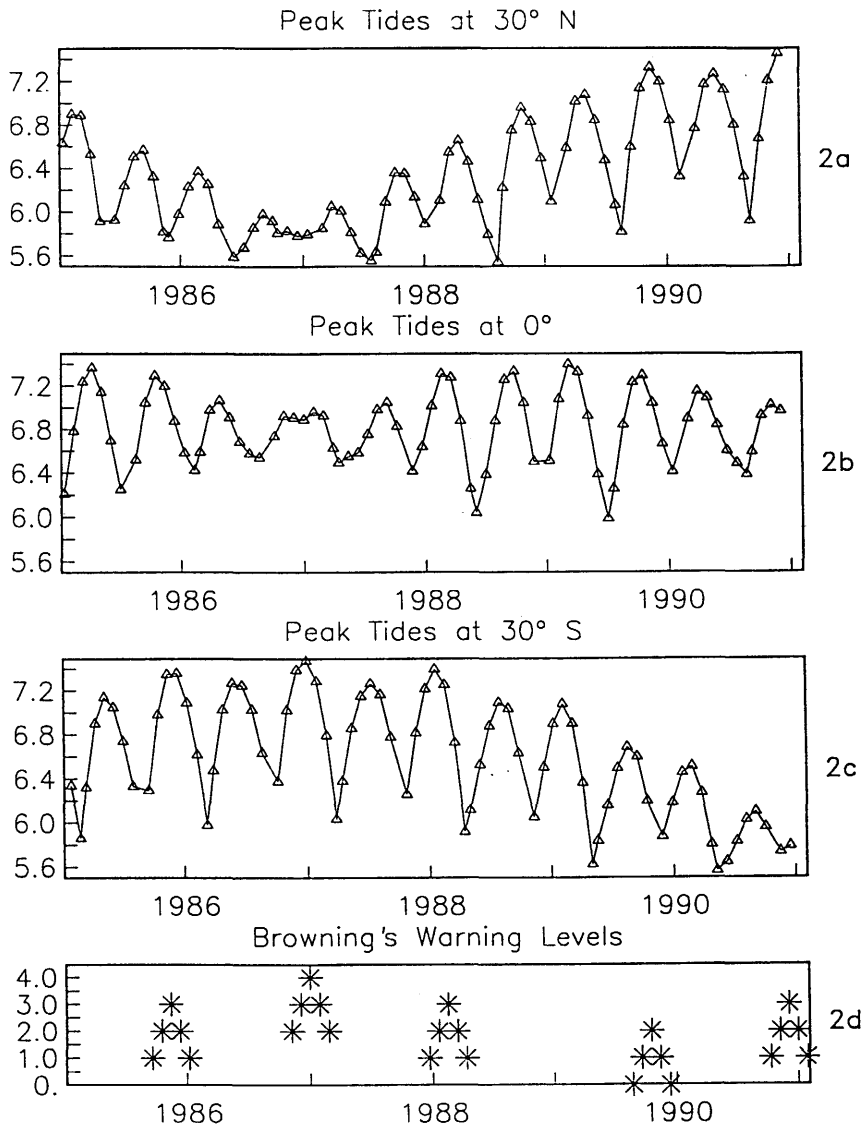 Peak Tides at 30° N
7.2
6.8
6.4
6.0
5.6
2a
1986 1988 1990
Peak Tides at 0°
7.2
6.8
6.4
6.0
5.6
2b
1986 1988 1990
Peak Tides at 30° S
7.2
6.8
6.4
6.0
5.6
2c
1986 1988 1990
Browning's Warning Levels
4.0
3.0
2.0
1.0
0.
2d
1986 1988 1990